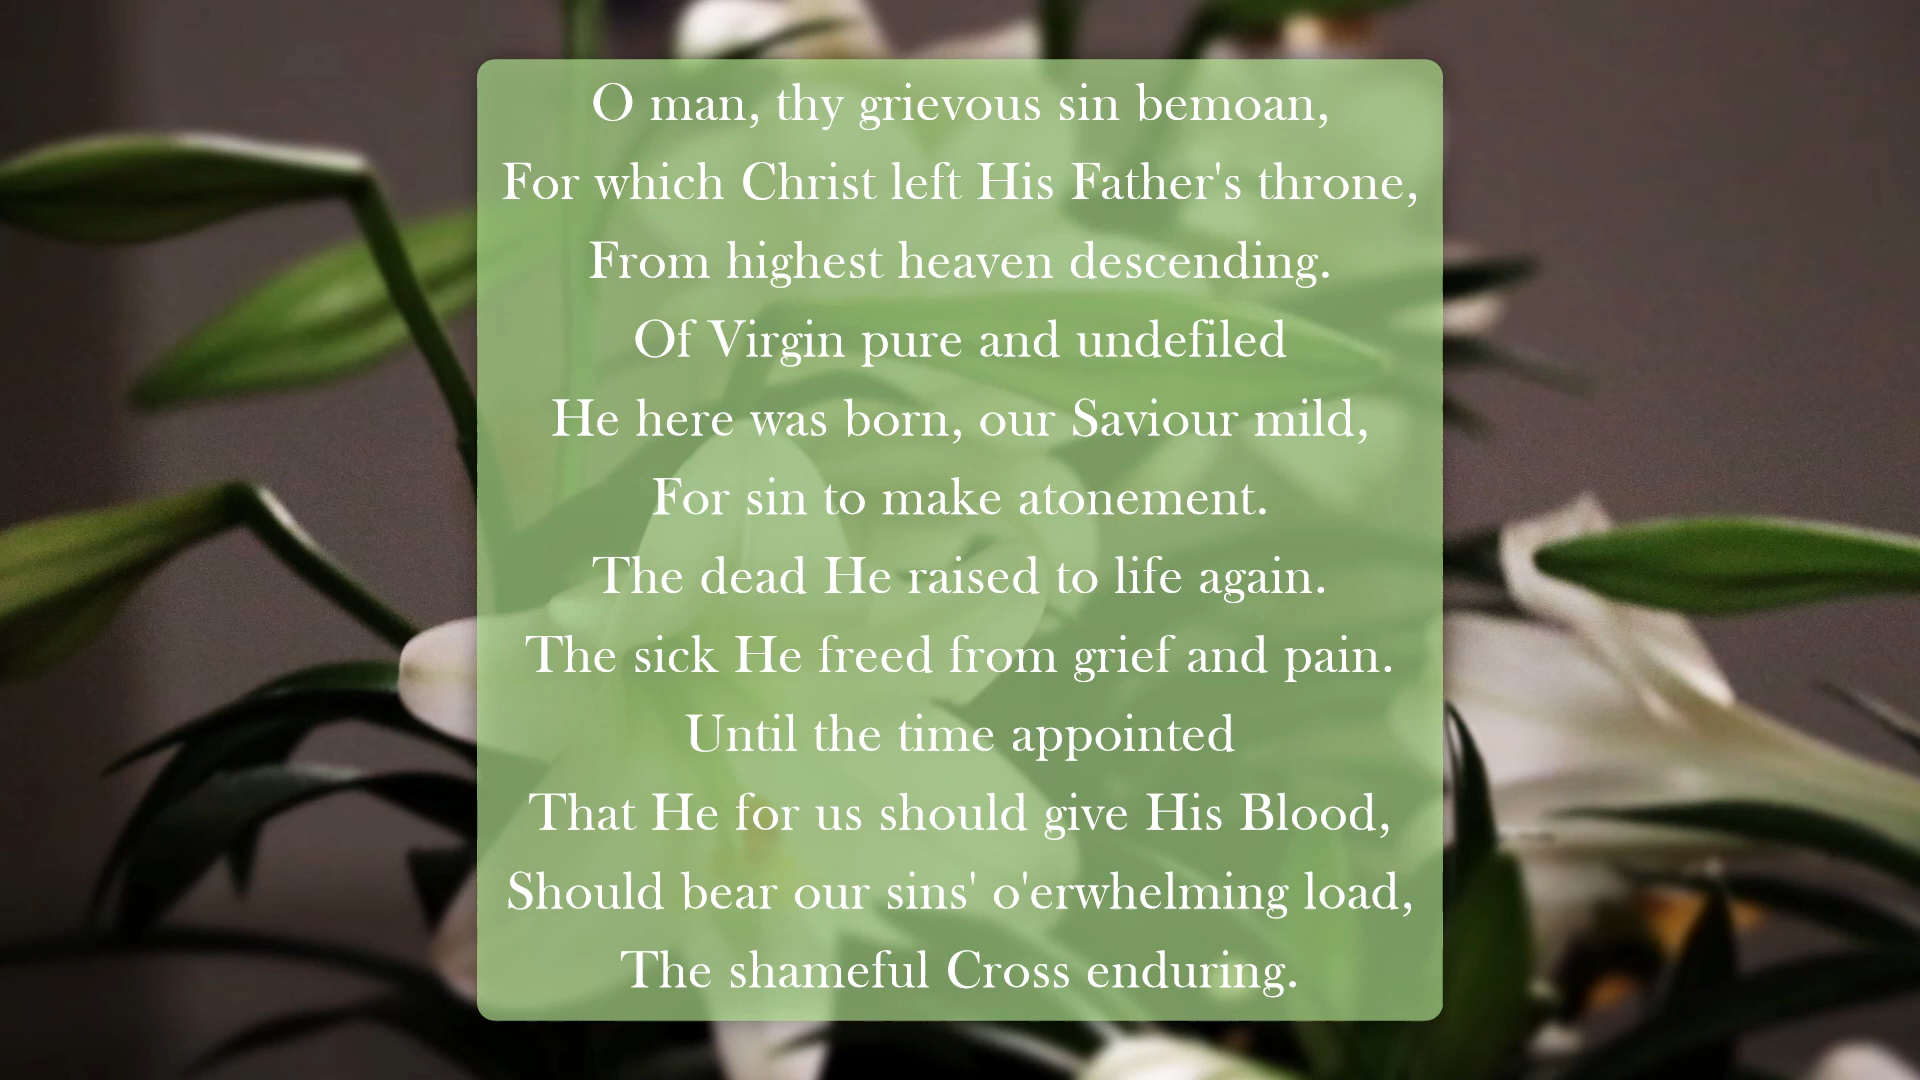 O man, thy grievous sin bemoan,
For which Christ left His Father's throne,
From highest heaven descending.
Of Virgin pure and undefiled
He here was born, our Saviour mild,
For sin to make atonement.
The dead He raised to life again.
The sick He freed from grief and pain.
Until the time appointed
That He for us should give His Blood,
Should bear our sins' o'erwhelming load,
The shameful Cross enduring.